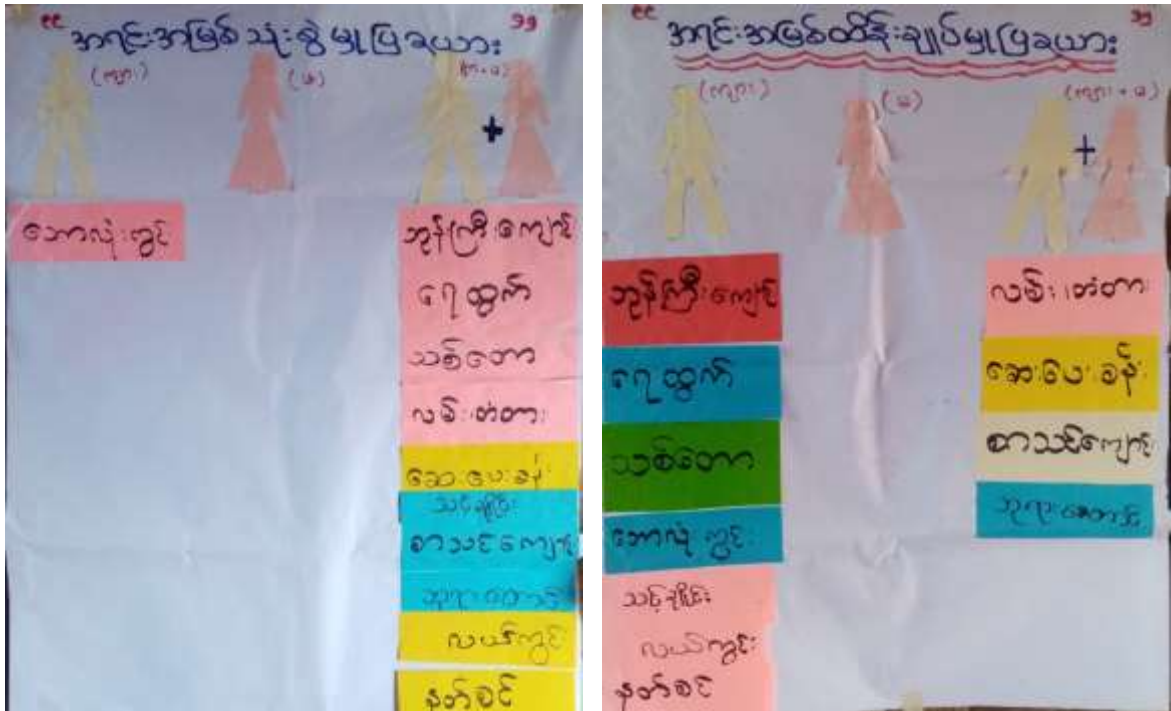 “ အရင်းအမြစ် သုံးစွဲမှုပြဇယား ”
(ကျား)
(မ)
(ကျား + မ)
+
ဘောလုံးကွင်း
ဘုန်းကြီးကျောင်း
ရေထွက်
သစ်တော
လမ်း၊တံတား
ဆေးပေးခန်း
သင်္ချိုင်း
စာသင်ကျောင်း
ဘုရားတောင်
လယ်ကွင်း
နတ်စင်
“ အရင်းအမြစ်ထိန်းချုပ်မှုပြဇယား ”
(ကျား)
(မ)
(ကျား + မ)
+
ဘုန်းကြီးကျောင်း
ရေထွက်
သစ်တော
ဘောလုံးကွင်း
သင်္ချိုင်း
လယ်ကွင်း
နတ်စင်
လမ်း၊တံတား
ဆေးပေးခန်း
စာသင်ကျောင်း
ဘုရားတောင်